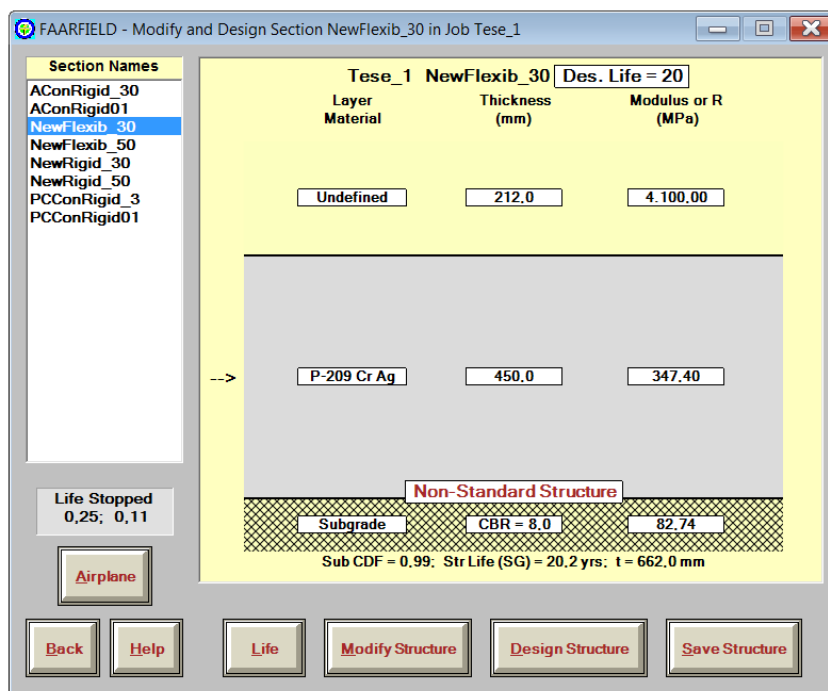 FAARFIELD - Modify and Design Section NewFlexib_30 in Job Tese_1
Section Names
AConRigid_30
AConRigid01
NewFlexib_30
NewFlexib_50
NewRigid_30
NewRigid_50
PCConRigid_3
PCConRigid01
Life Stopped
0,25; 0,11
Airplane
Back Help
Tese_1 NewFlexib_30 Des. Life = 20
Layer Material Thickness (mm) Modulus or R (MPa)
Undefined 212,0 4.100,00
--> P-209 Cr Ag 450,0 347,40
Non-Standard Structure
Subgrade CBR = 8,0 82,74
Sub CDF = 0,99; Str Life (SG) = 20,2 yrs; t = 662,0 mm
Life Modify Structure Design Structure Save Structure